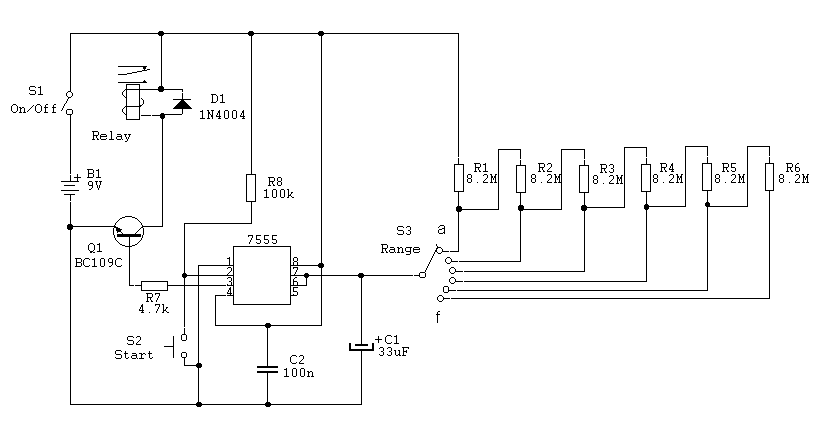 S1
On/Off
D1
1N4004
Relay
B1
9V
+
R8
100k
R1
8.2M
R2
8.2M
R3
8.2M
R4
8.2M
R5
8.2M
R6
8.2M
S3
Range
a
f
7555
1
2
3
4
8
7
6
5
Q1
BC109C
R7
4.7k
S2
Start
C2
100n
+C1
33uF